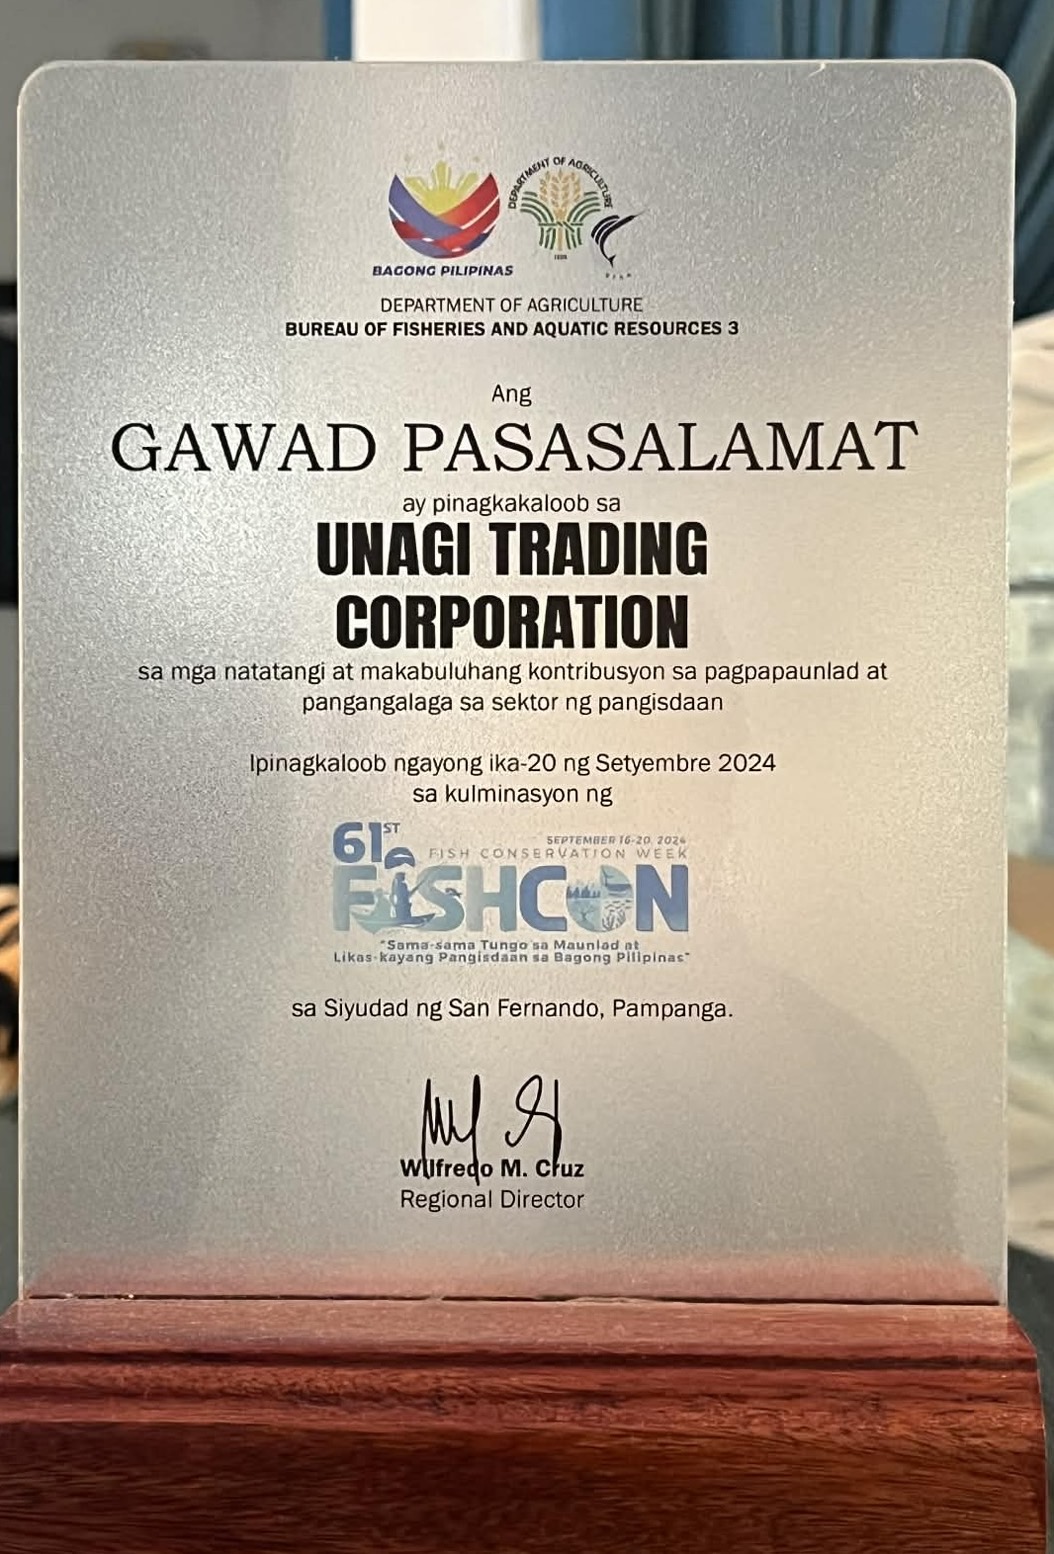 BAGONG PILIPINAS
DEPARTMENT OF AGRICULTURE
DEPARTMENT OF AGRICULTURE
BUREAU OF FISHERIES AND AQUATIC RESOURCES 3
Ang
GAWAD PASASALAMAT
ay pinagkakaloob sa
UNAGI TRADING
CORPORATION
sa mga natatangi at makabuluhang kontribusyon sa pagpapaunlad at
pangangalaga sa sektor ng pangisdaan
Ipinagkaloob ngayong ika-20 ng Setyembre 2024
sa kulminasyon ng
61ST
SEPTEMBER 16-20, 2024
FISH CONSERVATION WEEK
FISHCON
"Sama-sama Tungo sa Maunlad at
Likas-kayang Pangisdaan sa Bagong Pilipinas"
sa Siyudad ng San Fernando, Pampanga.
Wilfredo M. Cruz
Regional Director